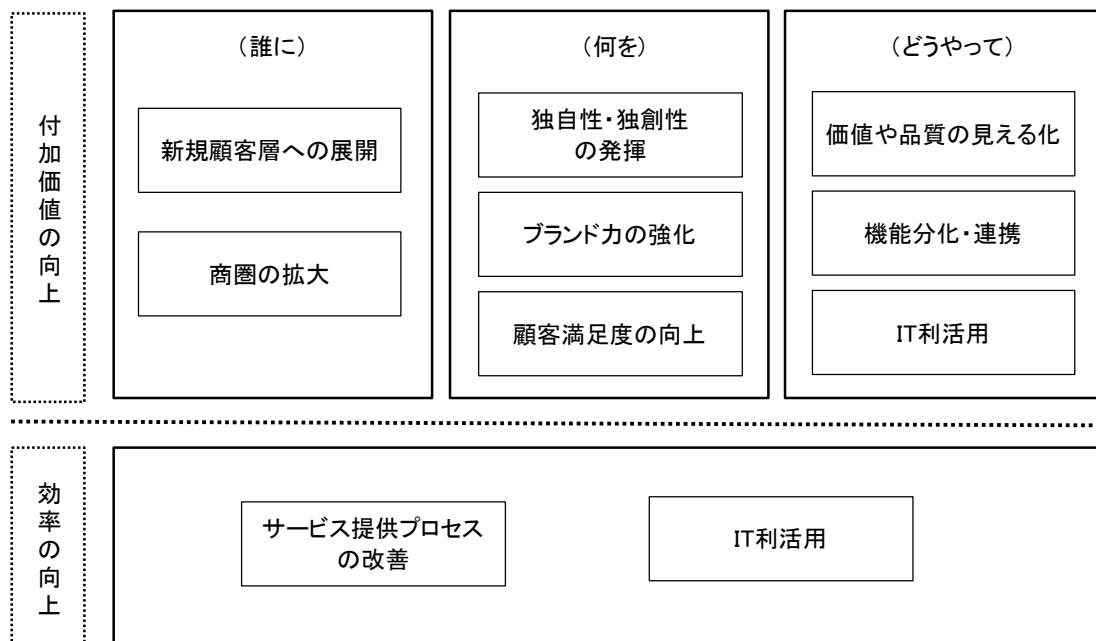 付加価値の向上
(誰に)
新規顧客層への展開
商圏の拡大
(何を)
独自性・独創性
の発揮
ブランド力の強化
顧客満足度の向上
(どうやって)
価値や品質の見える化
機能分化・連携
IT利活用
効率の向上
サービス提供プロセス
の改善
IT利活用